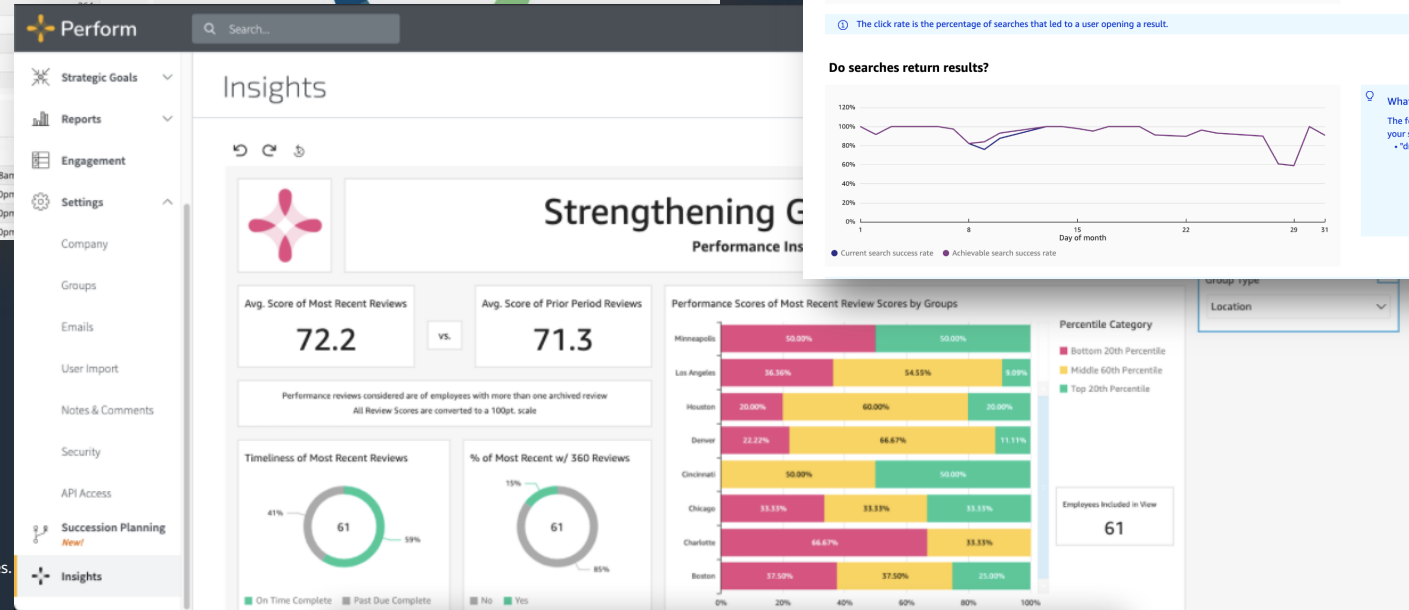 Perform
Search...
Strategic Goals
Reports
Engagement
Settings
Company
Groups
Emails
User Import
Notes & Comments
Security
API Access
Succession Planning
New!
Insights
s.
8am
0pm
0pm
0pm
Insights
Strengthening G
Performance Ins
Avg. Score of Most Recent Reviews
72.2
vs.
Avg. Score of Prior Period Reviews
71.3
Performance reviews considered are of employees with more than one archived review
All Review Scores are converted to a 100pt. scale
Timeliness of Most Recent Reviews
41%
61
59%
On Time Complete Past Due Complete
% of Most Recent w/ 360 Reviews
15%
61
85%
No Yes
Performance Scores of Most Recent Review Scores by Groups
Minneapolis 50.00% 50.00%
Los Angeles 36.36% 54.55% 9.09%
Houston 20.00% 60.00% 20.00%
Denver 22.22% 66.67% 11.11%
Cincinnati 50.00% 50.00%
Chicago 33.33% 33.33% 33.33%
Charlotte 66.67% 33.33%
Boston 37.50% 37.50% 25.00%
0% 20% 40% 60% 80% 100%
Percentile Category
Bottom 20th Percentile
Middle 60th Percentile
Top 20th Percentile
Employees Included in View
61
Group Type
Location
The click rate is the percentage of searches that led to a user opening a result.
Do searches return results?
120%
100%
80%
60%
40%
20%
0%
1 8 15 22 29 31
Day of month
Current search success rate Achievable search success rate
What
The f
your s
• "d